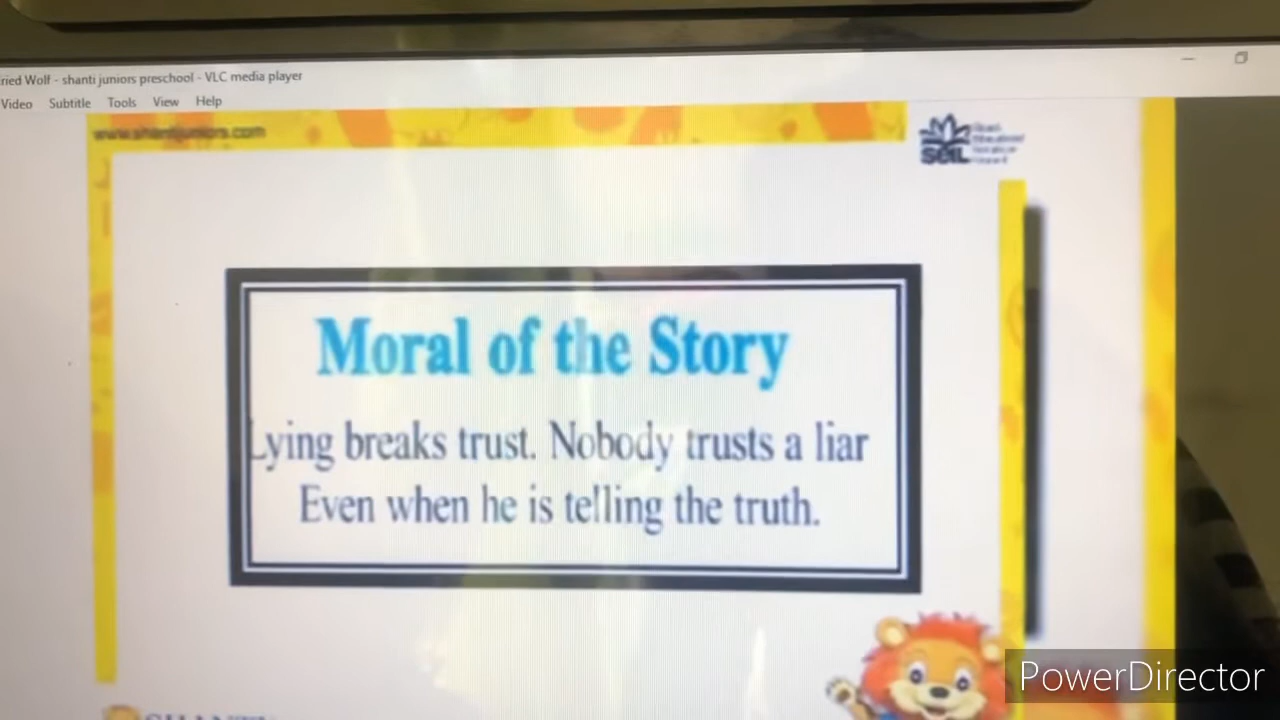 ried Wolf - shanti juniors preschool - VLC media player
Video Subtitle Tools View Help
www.shantijuniors.com
SEIL
Moral of the Story
Lying breaks trust. Nobody trusts a liar
Even when he is telling the truth.
PowerDirector